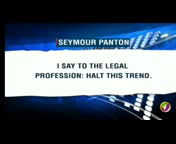 SEYMOUR PANTON
I SAY TO THE LEGAL
PROFESSION: HALT THIS TREND.